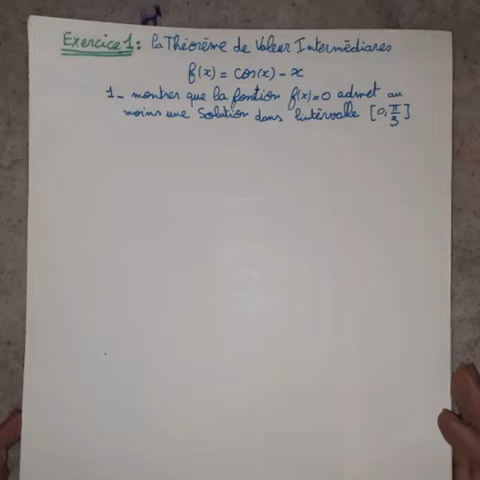 Exercice 1: la Théorème de Valeur Intermédiares
f(x) = cos(x) - x
1- montrer que la fonction f(x)=0 admet au
moins une Solution dans l'intervalle [0, π/3]